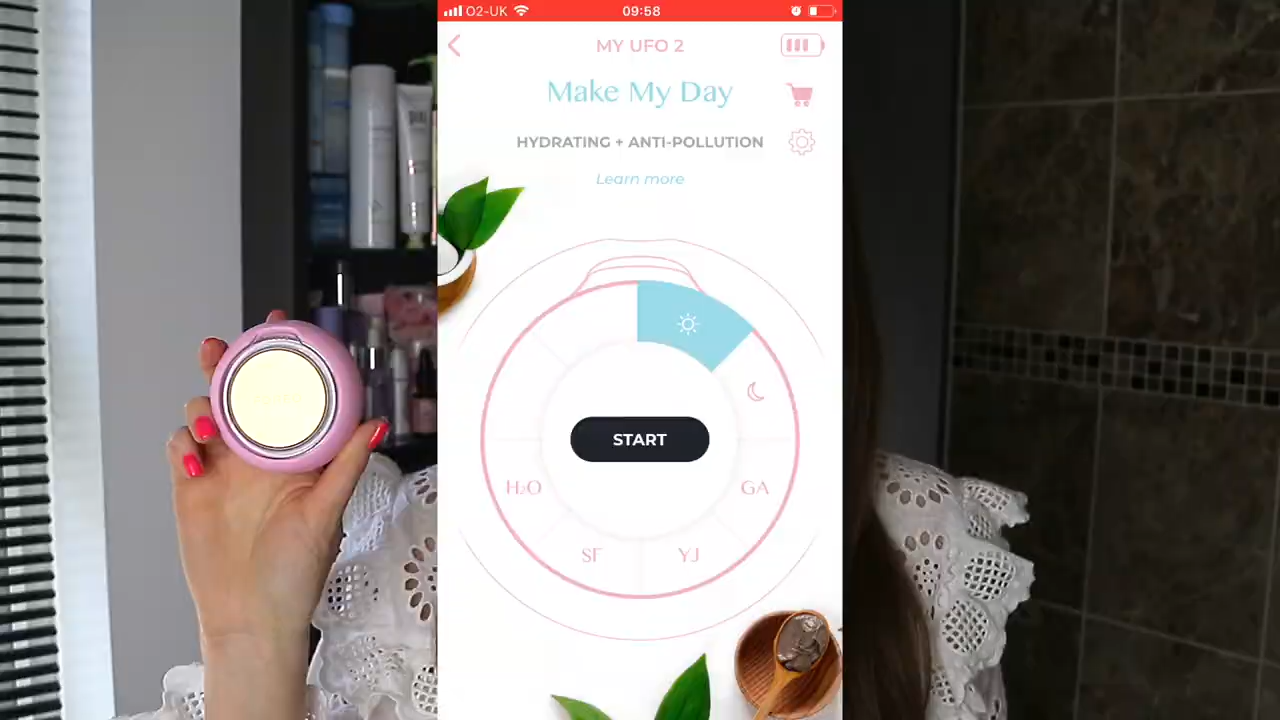 O2-UK 09:58
MY UFO 2
Make My Day
HYDRATING + ANTI-POLLUTION
Learn more
START
H2O GA
SF YJ